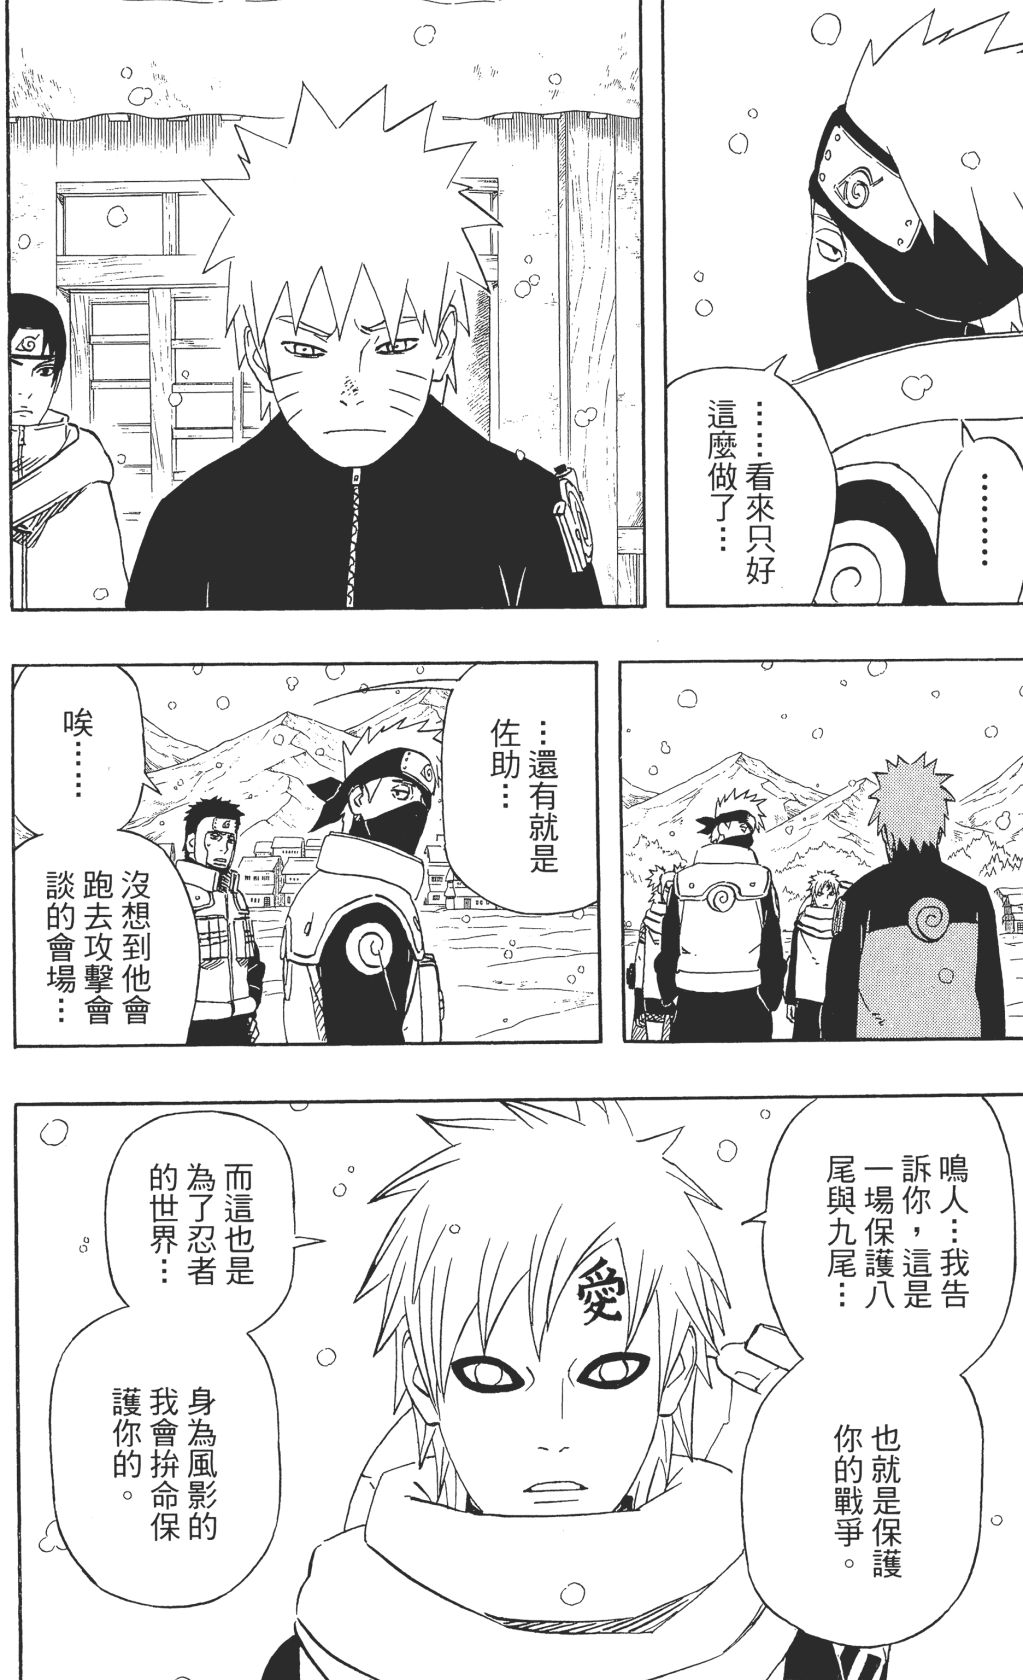 ………
……看來只好
這麼做了…
…還有就是
佐助…
唉……
沒想到他會
跑去攻擊會
談的會場…
鳴人…我告
訴你，這是
一場保護八
尾與九尾…
也就是保護
你的戰爭。
愛
而這也是
為了忍者
的世界…
身為風影的
我會拚命保
護你的。